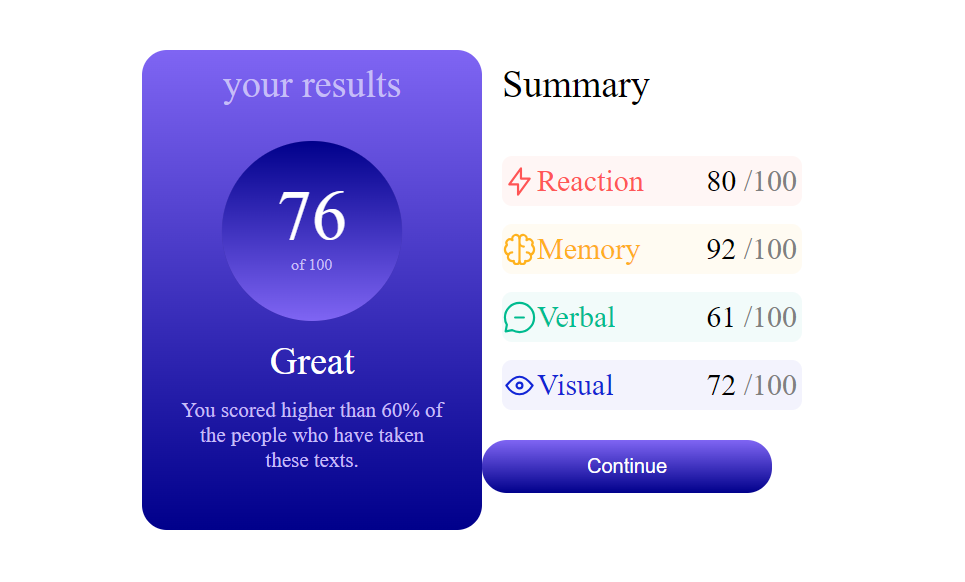 your results
76
of 100
Great
You scored higher than 60% of
the people who have taken
these texts.
Summary
Reaction 80 /100
Memory 92 /100
Verbal 61 /100
Visual 72 /100
Continue